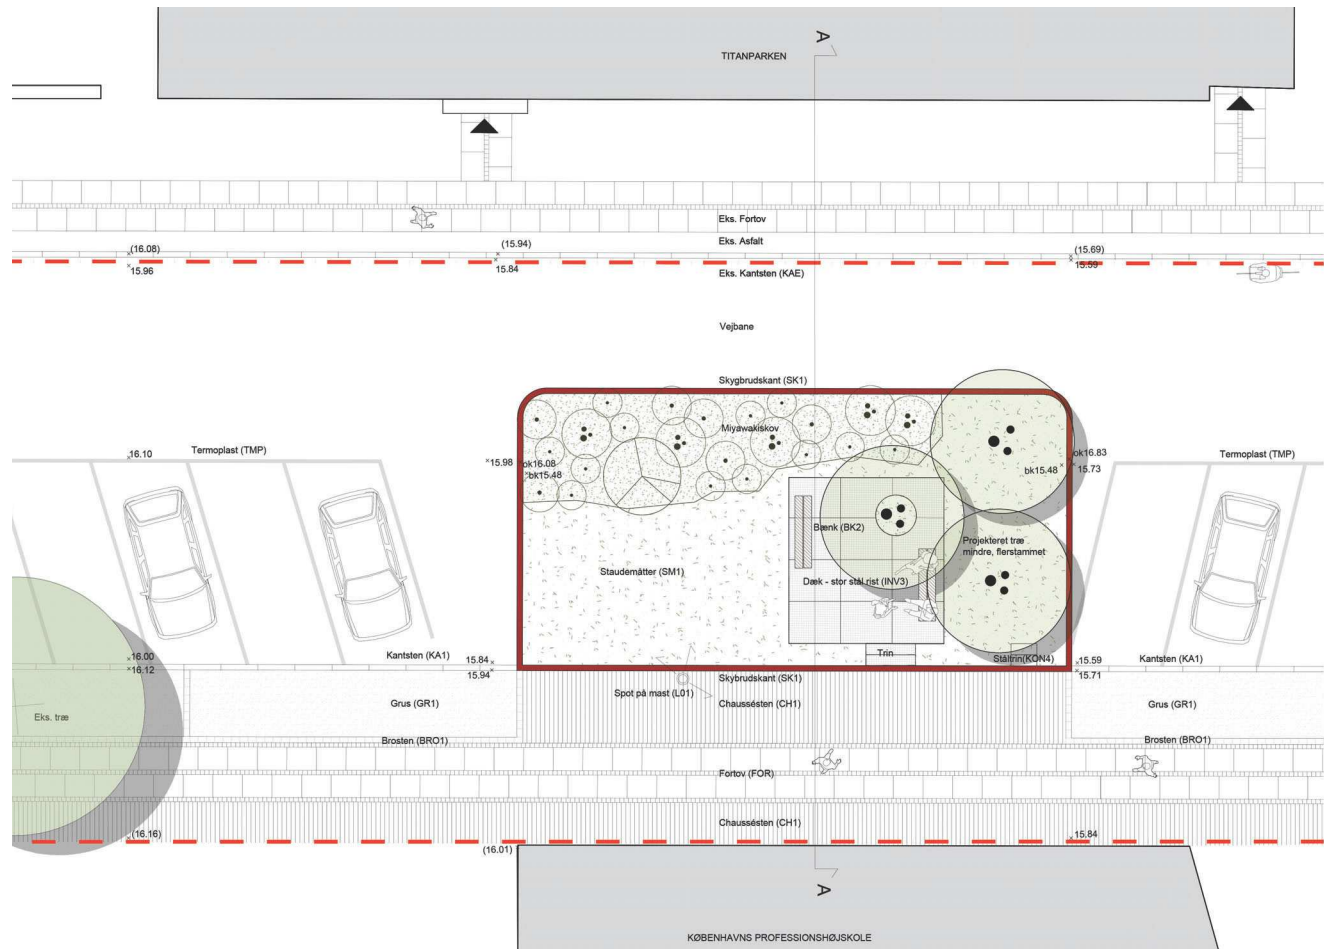 A
TITANPARKEN
Eks. Fortov
Eks. Asfalt
(16.08)
(15.94)
(15.69)
15.96
15.84
15.59
Eks. Kantsten (KAE)
Vejbane
Skygbrudskant (SK1)
Miyawakiskov
Termoplast (TMP)
16.10
15.98
ok16.08
bk15.48
ok16.83
bk15.48
15.73
Termoplast (TMP)
Bænk (BK2)
Projekteret træ
mindre, flerstammet
Staudemåtter (SM1)
Dæk - stor stål rist (INV3)
Trin
Ståltrin(KON4)
16.00
16.12
Kantsten (KA1)
15.84
15.94
15.59
15.71
Kantsten (KA1)
Skybrudskant (SK1)
Spot på mast (L01)
Grus (GR1)
Chaussésten (CH1)
Grus (GR1)
Eks. træ
Brosten (BRO1)
Brosten (BRO1)
Fortov (FOR)
Chaussésten (CH1)
(16.16)
15.84
(16.01)
A
KØBENHAVNS PROFESSIONSHØJSKOLE